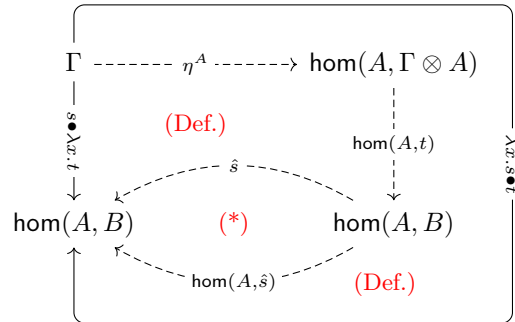 Γ η^A hom(A, Γ ⊗ A)
(Def.)
s●λx.t hom(A,t) λx.s●t
ŝ
hom(A, B) (*) hom(A, B)
hom(A,ŝ) (Def.)